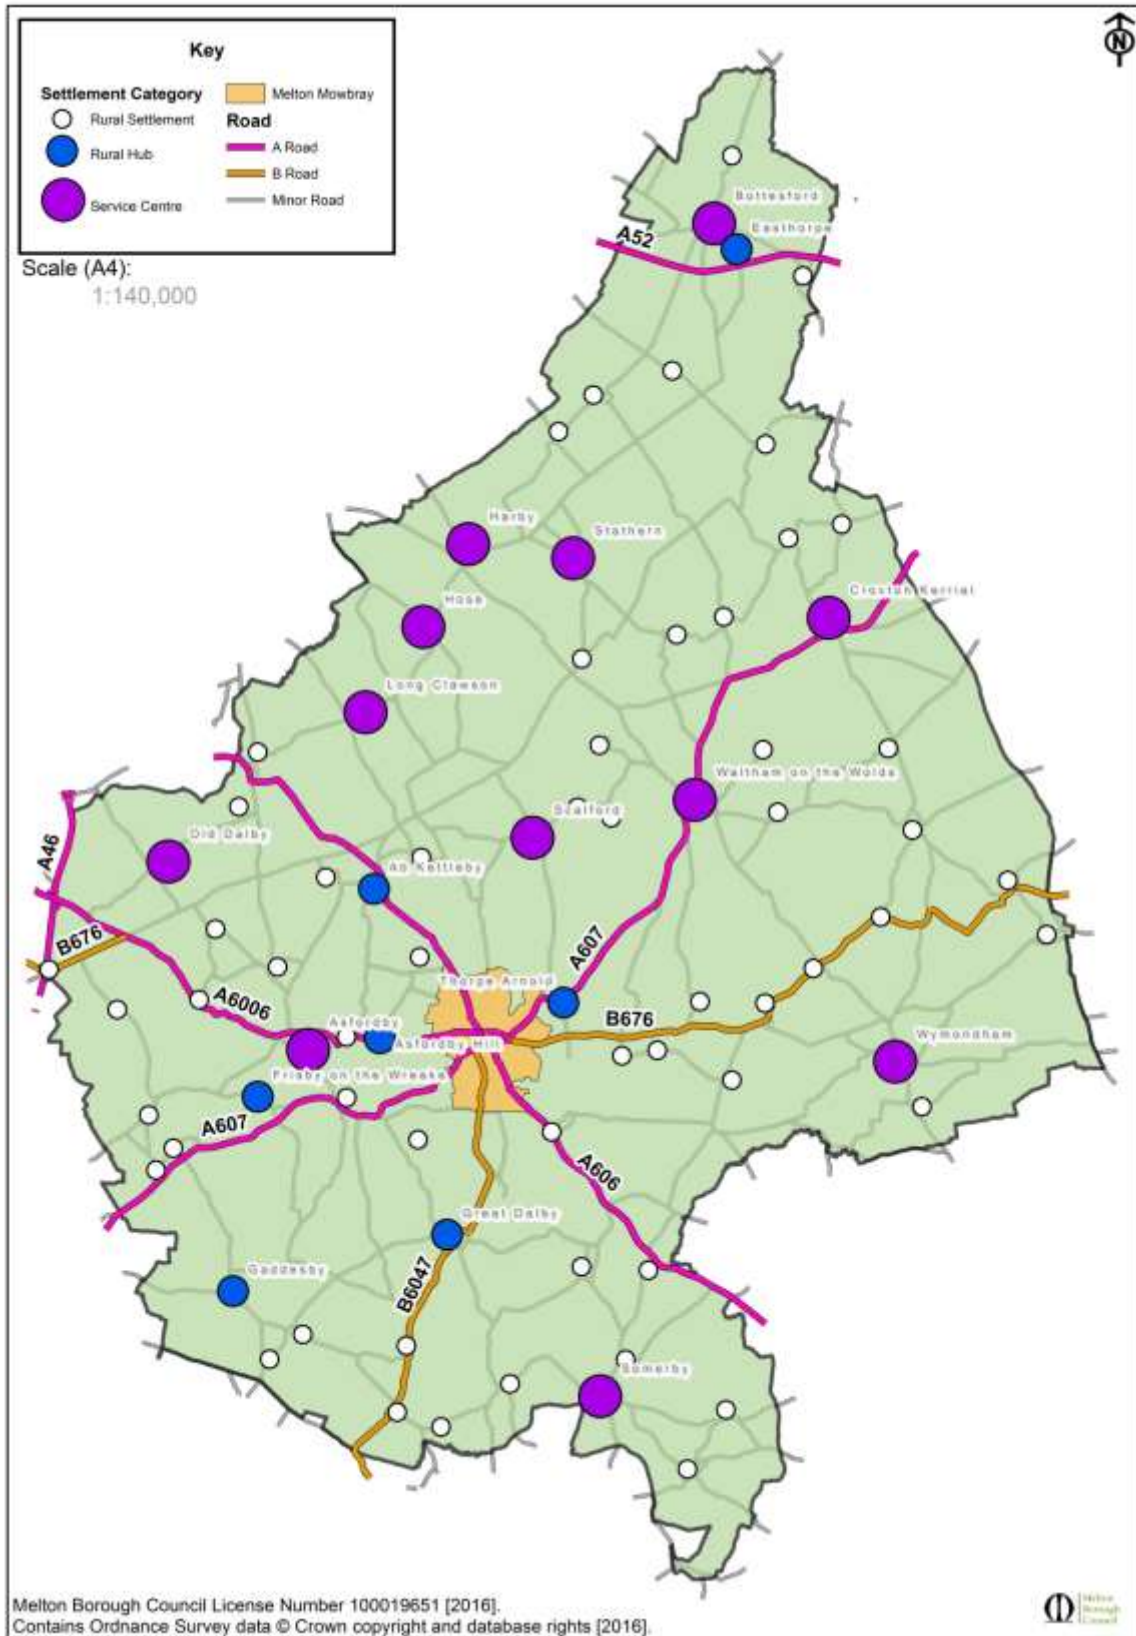 Key
Settlement Category
Rural Settlement
Rural Hub
Service Centre
Melton Mowbray
Road
A Road
B Road
Minor Road
N
Scale (A4):
1:140,000
Bottesford
Easthorpe
A52
Harby
Stathern
Hose
Croxton Kerrial
Long Clawson
Waltham on the Wolds
Scalford
Old Dalby
A46
Ab Kettleby
B676
A607
Thorpe Arnold
A6006
Asfordby
B676
Asfordby Hill
Wymondham
Frisby on the Wreake
A607
A606
Great Dalby
Gaddesby
B6047
Somerby
Melton Borough Council License Number 100019651 [2016].
Contains Ordnance Survey data © Crown copyright and database rights [2016].
Melton
Borough
Council